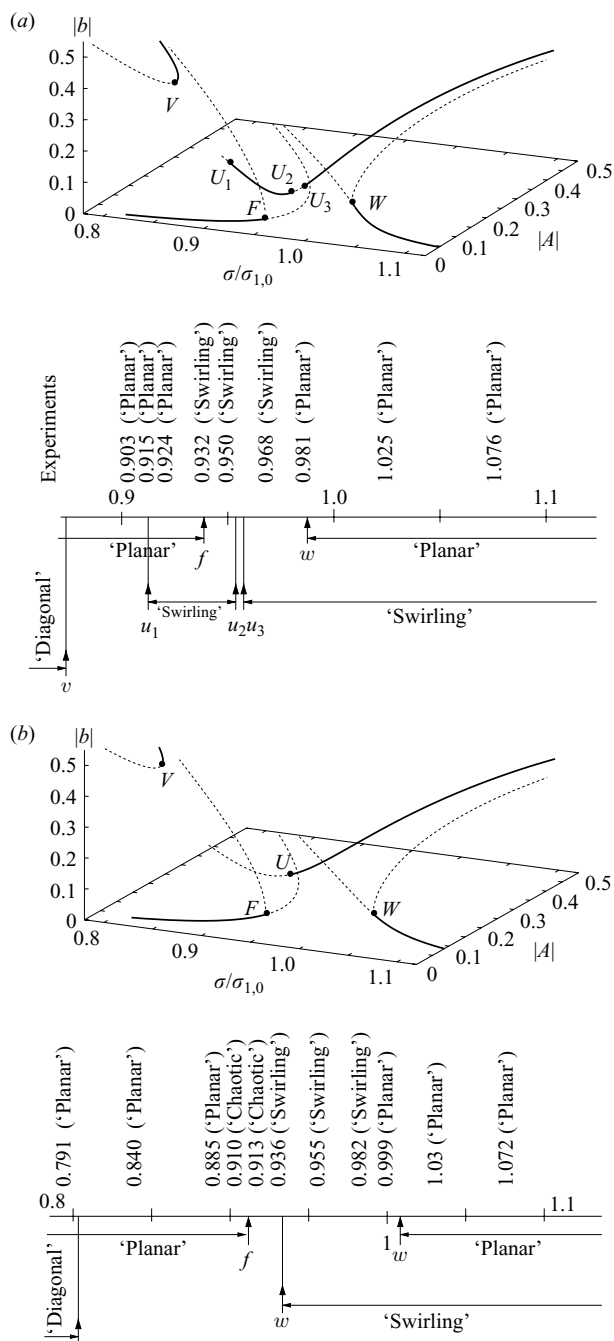 (a)
|b|
0.5
0.4
0.3
0.2
0.1
0
V
U1
U2
U3
F
W
0.8
0.9
1.0
1.1
σ/σ1,0
0
0.1
0.2
0.3
0.4
0.5
|A|
Experiments
0.903 (‘Planar’)
0.915 (‘Planar’)
0.924 (‘Planar’)
0.932 (‘Swirling’)
0.950 (‘Swirling’)
0.968 (‘Swirling’)
0.981 (‘Planar’)
1.025 (‘Planar’)
1.076 (‘Planar’)
0.9
1.0
1.1
‘Planar’
f
w
‘Planar’
‘Diagonal’
u1
‘Swirling’
u2 u3
‘Swirling’
v
(b)
|b|
0.5
0.4
0.3
0.2
0.1
0
V
U
F
W
0.8
0.9
1.0
1.1
σ/σ1,0
0
0.1
0.2
0.3
0.4
0.5
|A|
0.791 (‘Planar’)
0.840 (‘Planar’)
0.885 (‘Planar’)
0.910 (‘Chaotic’)
0.913 (‘Chaotic’)
0.936 (‘Swirling’)
0.955 (‘Swirling’)
0.982 (‘Swirling’)
0.999 (‘Planar’)
1.03 (‘Planar’)
1.072 (‘Planar’)
0.8
1
1.1
‘Planar’
f
w
‘Planar’
‘Diagonal’
w
‘Swirling’